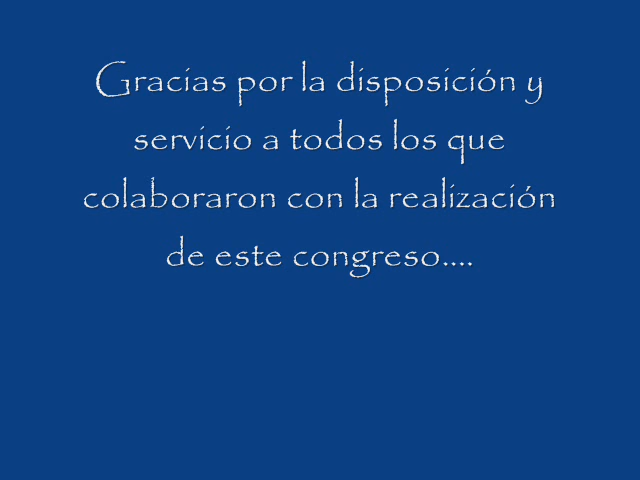 Gracias por la disposición y
servicio a todos los que
colaboraron con la realización
de este congreso....